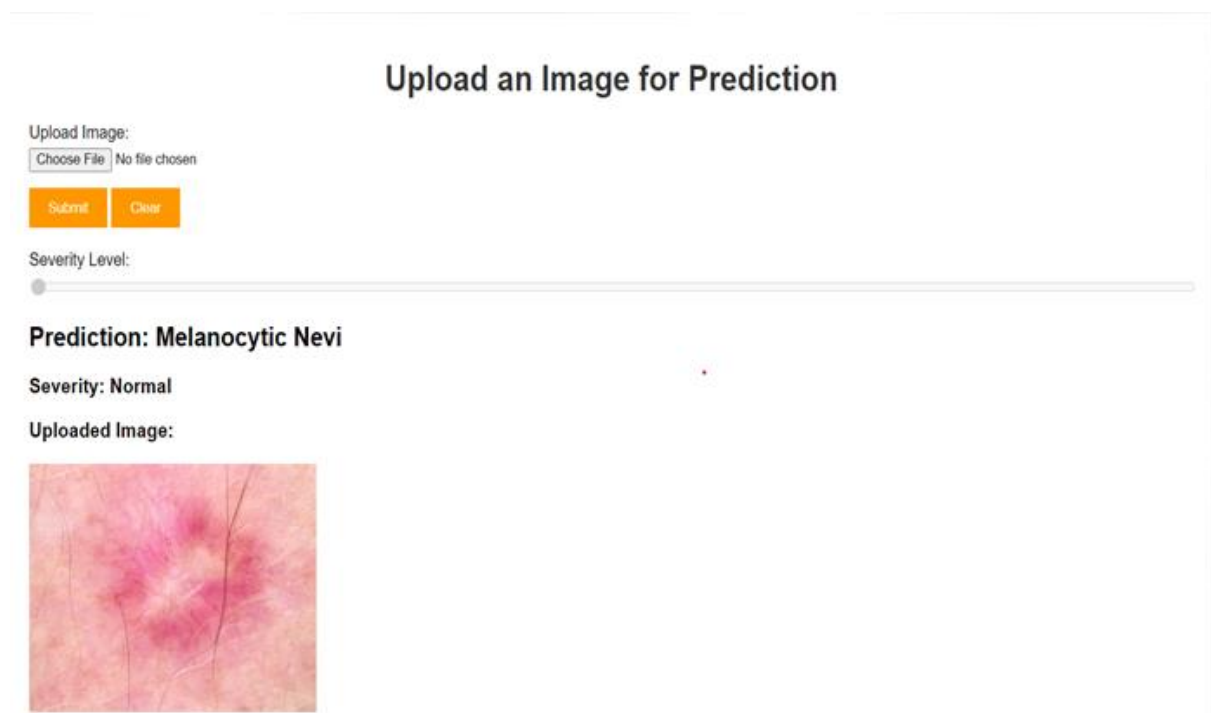 Upload an Image for Prediction
Upload Image:
Choose File No file chosen
Submit Clear
Severity Level:
Prediction: Melanocytic Nevi
Severity: Normal
Uploaded Image: